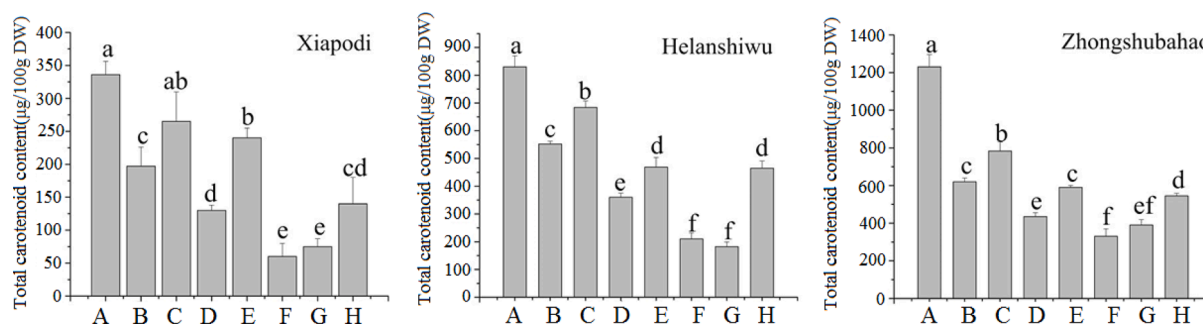 Total carotenoid content(μg/100g DW)
400
350
300
250
200
150
100
50
0
Xiapodi
a
c
ab
d
b
e
e
cd
A B C D E F G H
Total carotenoid content(μg/100g DW)
900
800
700
600
500
400
300
200
100
0
Helanshiwu
a
c
b
e
d
f
f
d
A B C D E F G H
Total carotenoid content(μg/100g DW)
1400
1200
1000
800
600
400
200
0
Zhongshubahao
a
c
b
e
c
f
ef
d
A B C D E F G H